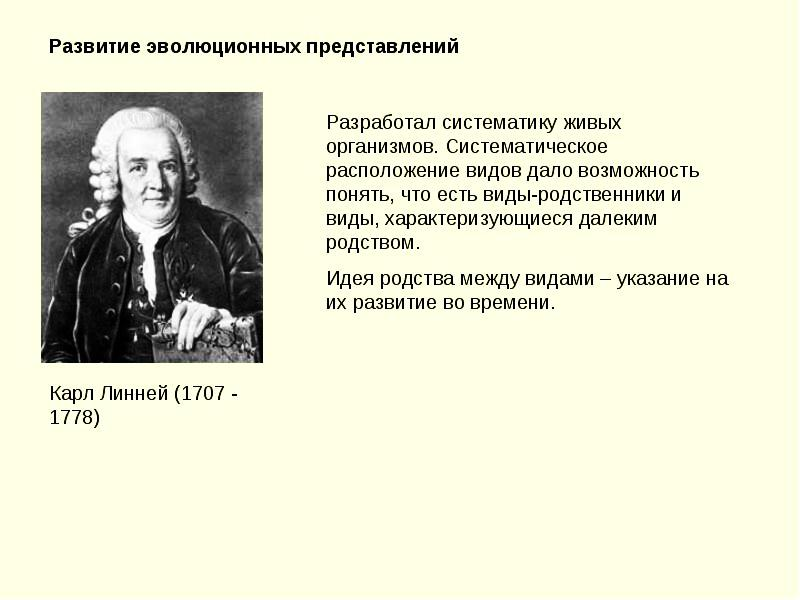 Развитие эволюционных представлений
Разработал систематику живых
организмов. Систематическое
расположение видов дало возможность
понять, что есть виды-родственники и
виды, характеризующиеся далеким
родством.
Идея родства между видами – указание на
их развитие во времени.
Карл Линней (1707 -
1778)